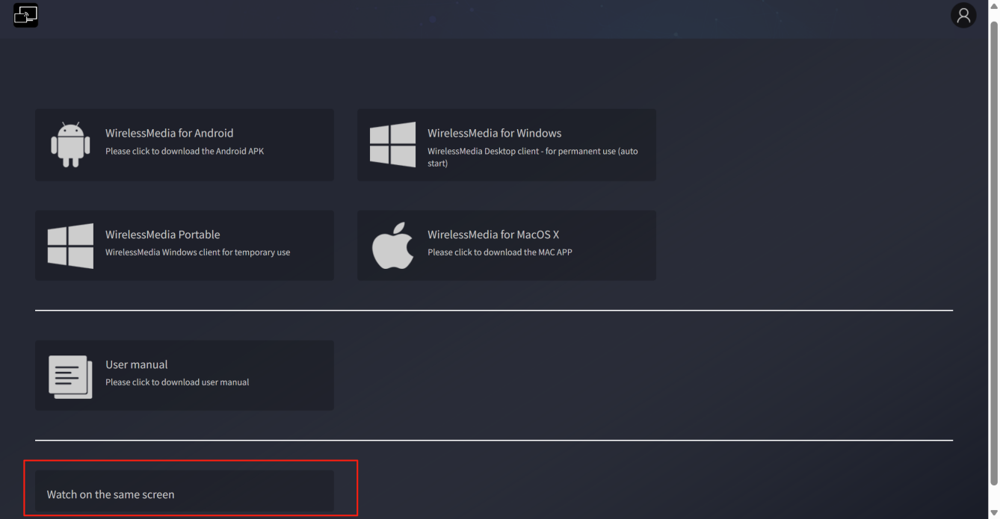 WirelessMedia for Android
Please click to download the Android APK
WirelessMedia for Windows
WirelessMedia Desktop client - for permanent use (auto
start)
WirelessMedia Portable
WirelessMedia Windows client for temporary use
WirelessMedia for MacOS X
Please click to download the MAC APP
User manual
Please click to download user manual
Watch on the same screen